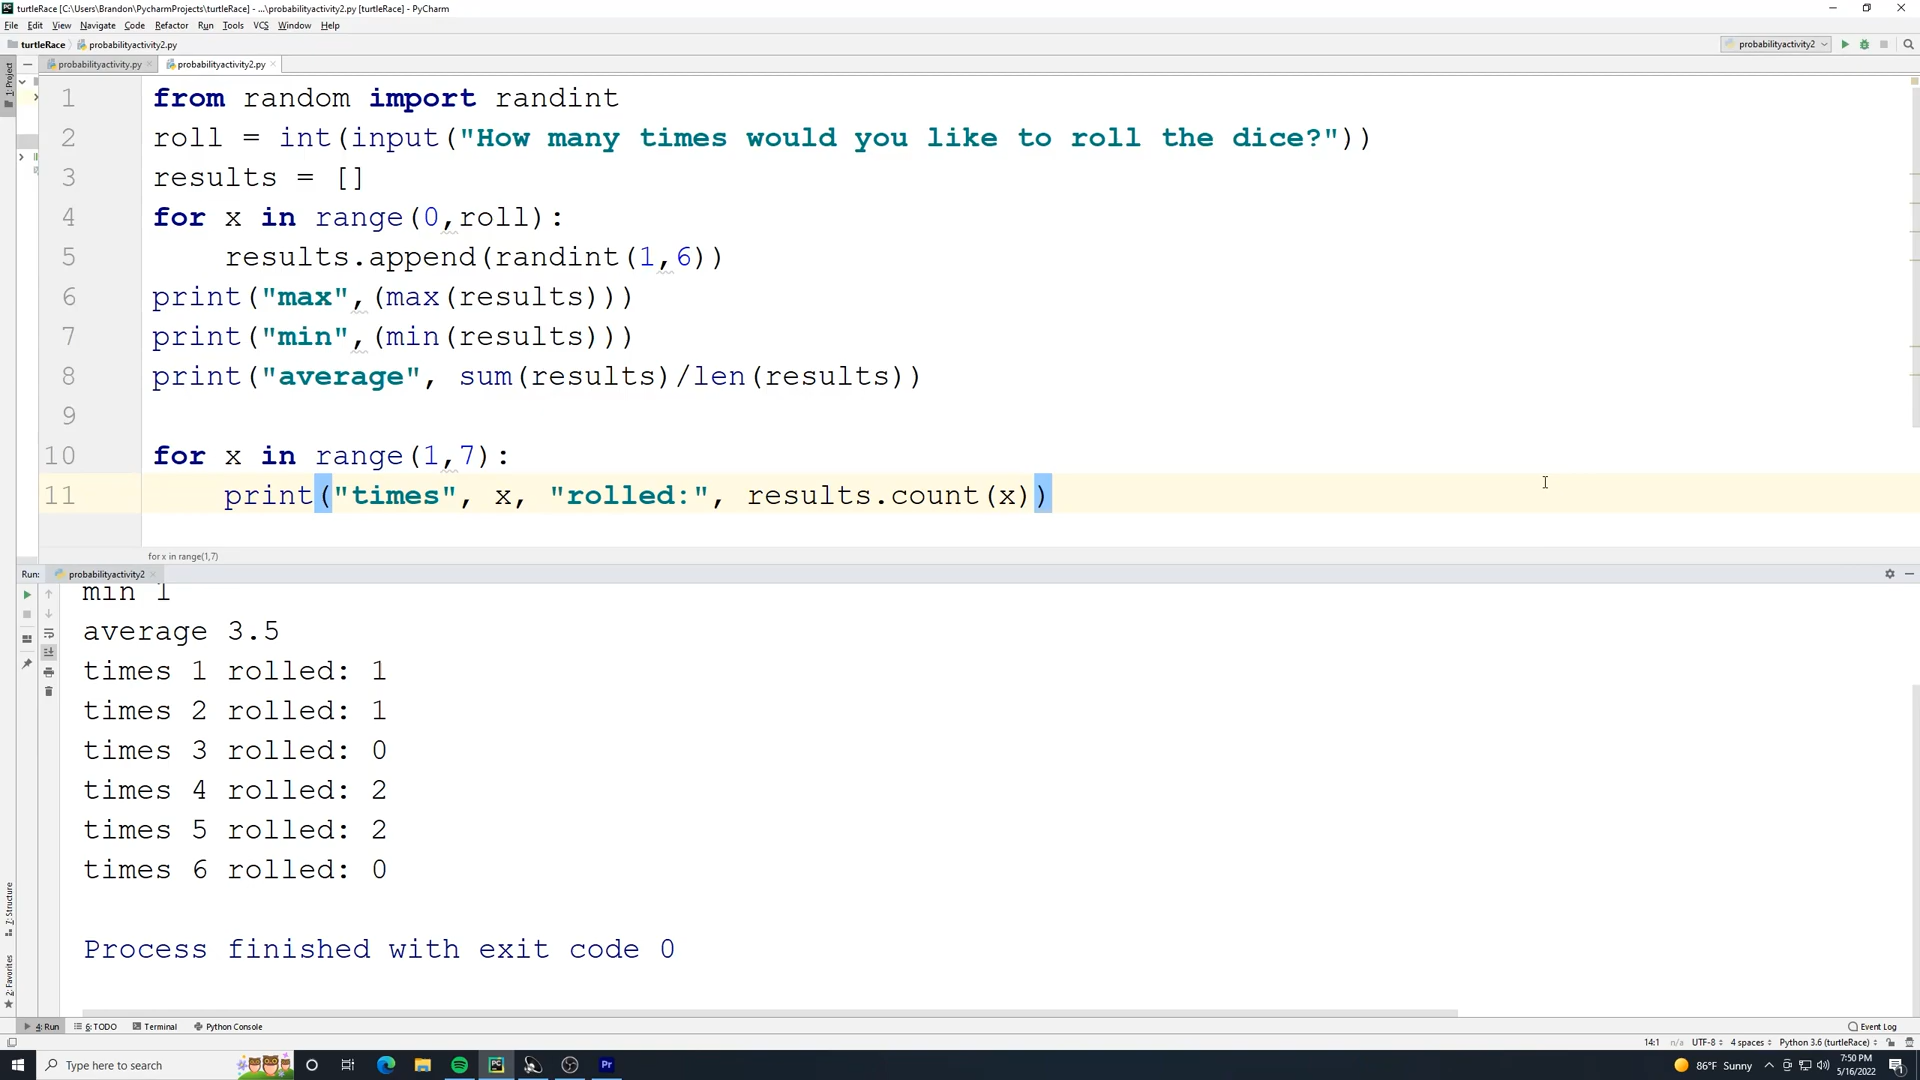 turtleRace [C:\Users\Brandon\PycharmProjects\turtleRace] - ...\probabilityactivity2.py [turtleRace] - PyCharm
File Edit View Navigate Code Refactor Run Tools VCS Window Help
turtleRace probabilityactivity2.py probabilityactivity2
probabilityactivity.py probabilityactivity2.py
1: Project
1 from random import randint
2 roll = int(input("How many times would you like to roll the dice?"))
3 results = []
4 for x in range(0,roll):
5 results.append(randint(1,6))
6 print("max",(max(results)))
7 print("min",(min(results)))
8 print("average", sum(results)/len(results))
9
10 for x in range(1,7):
11 print("times", x, "rolled:", results.count(x))
for x in range(1,7)
Run: probabilityactivity2
min 1
average 3.5
times 1 rolled: 1
times 2 rolled: 1
times 3 rolled: 0
times 4 rolled: 2
times 5 rolled: 2
times 6 rolled: 0
Process finished with exit code 0
7: Structure
2: Favorites
4: Run 6: TODO Terminal Python Console Event Log
14:1 n/a UTF-8 4 spaces Python 3.6 (turtleRace)
Type here to search Pr 86°F Sunny 7:50 PM
5/16/2022